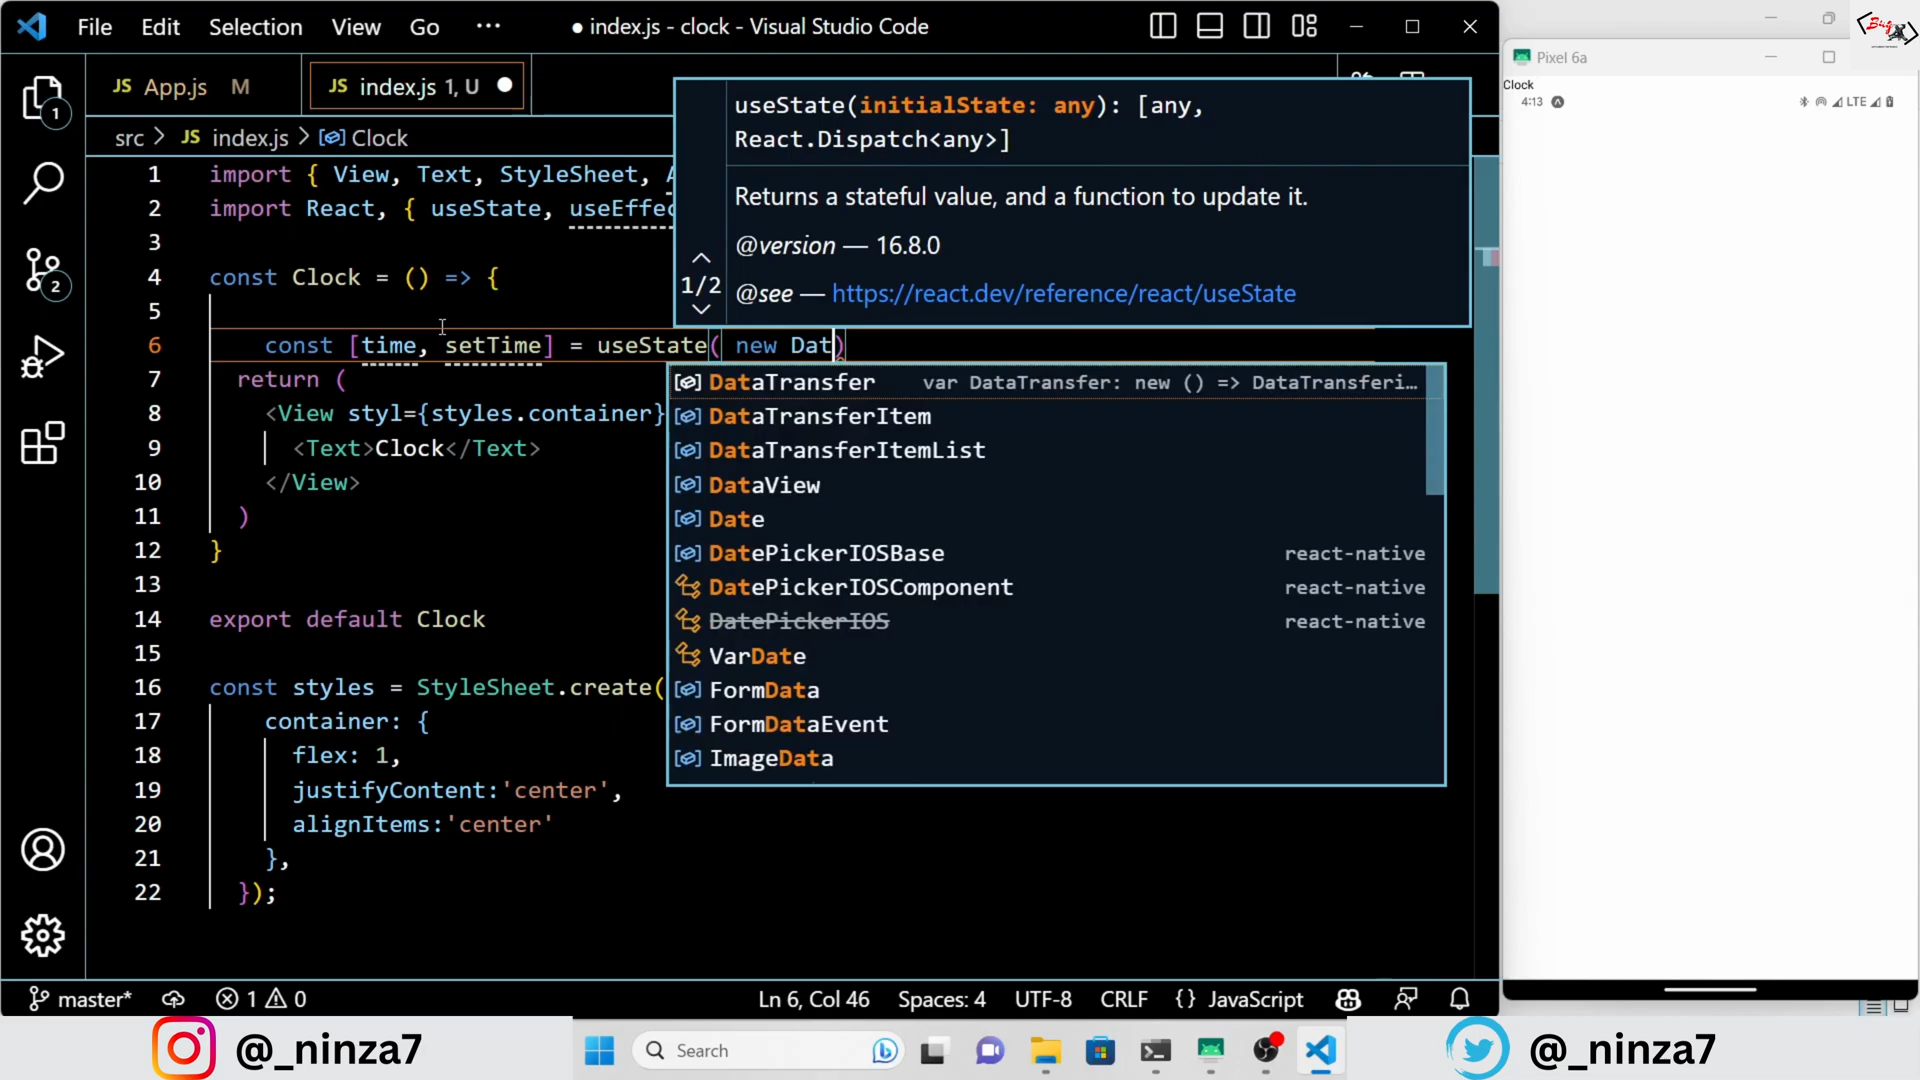 File Edit Selection View Go ··· ● index.js - clock - Visual Studio Code
JS App.js M JS index.js 1, U ●
src > JS index.js > Clock
1 import { View, Text, StyleSheet,
2 import React, { useState, useEffec
3
4 const Clock = () => {
5
6 const [time, setTime] = useState( new Dat)
7 return (
8 <View styl={styles.container}
9 <Text>Clock</Text>
10 </View>
11 )
12 }
13
14 export default Clock
15
16 const styles = StyleSheet.create(
17 container: {
18 flex: 1,
19 justifyContent:'center',
20 alignItems:'center'
21 },
22 });
useState(initialState: any): [any,
React.Dispatch<any>]
Returns a stateful value, and a function to update it.
@version — 16.8.0
1/2
@see — https://react.dev/reference/react/useState
DataTransfer var DataTransfer: new () => DataTransferi…
DataTransferItem
DataTransferItemList
DataView
Date
DatePickerIOSBase react-native
DatePickerIOSComponent react-native
DatePickerIOS react-native
VarDate
FormData
FormDataEvent
ImageData
1
2
master* 1 0 Ln 6, Col 46 Spaces: 4 UTF-8 CRLF {} JavaScript
Pixel 6a
Clock
4:13 LTE
@_ninza7
Search
@_ninza7